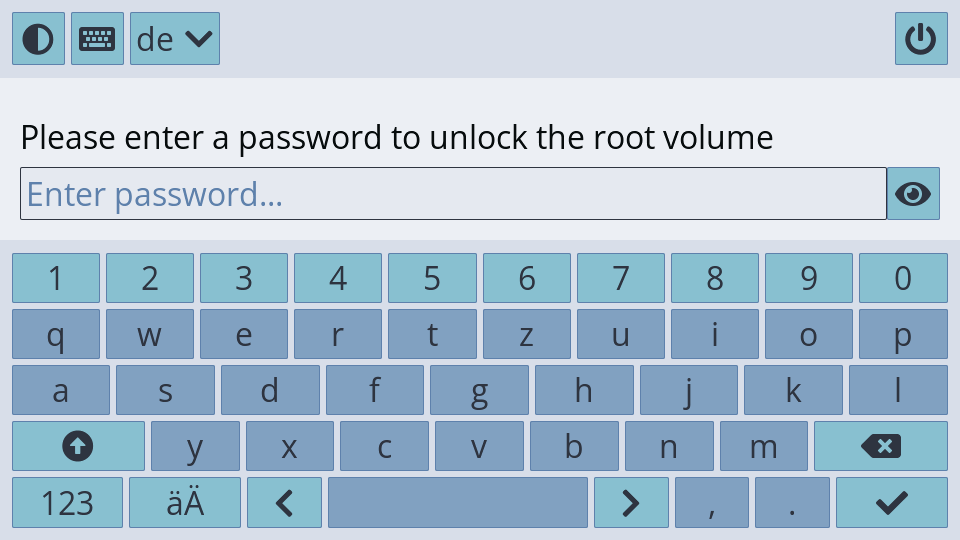 de
Please enter a password to unlock the root volume
Enter password...
1 2 3 4 5 6 7 8 9 0
q w e r t z u i o p
a s d f g h j k l
y x c v b n m
123 äÄ , .